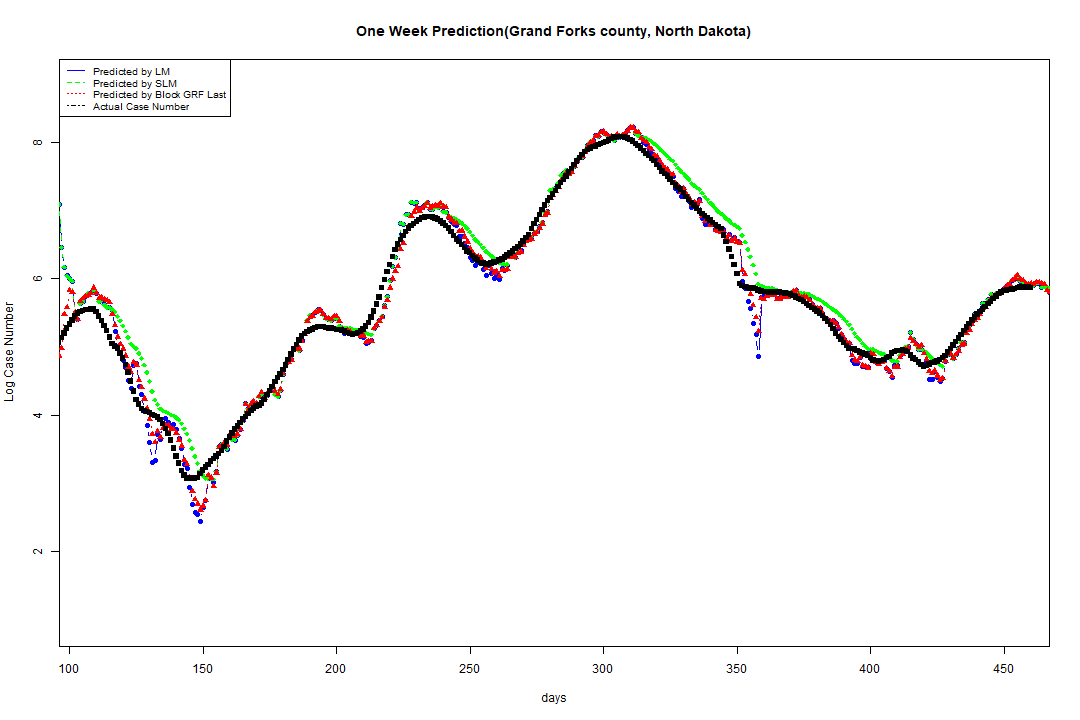 One Week Prediction(Grand Forks county, North Dakota)
Predicted by LM
Predicted by SLM
Predicted by Block GRF Last
Actual Case Number
8
6
4
2
Log Case Number
100 150 200 250 300 350 400 450
days